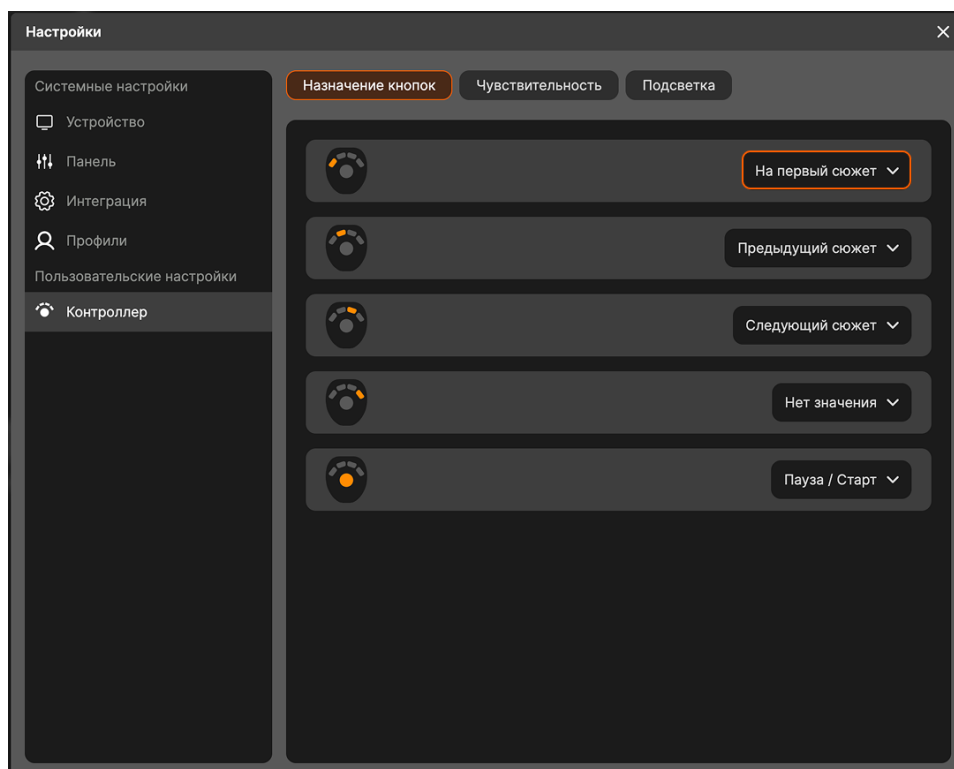 Настройки
Системные настройки
Устройство
Панель
Интеграция
Профили
Пользовательские настройки
Контроллер
Назначение кнопок
Чувствительность
Подсветка
На первый сюжет
Предыдущий сюжет
Следующий сюжет
Нет значения
Пауза / Старт